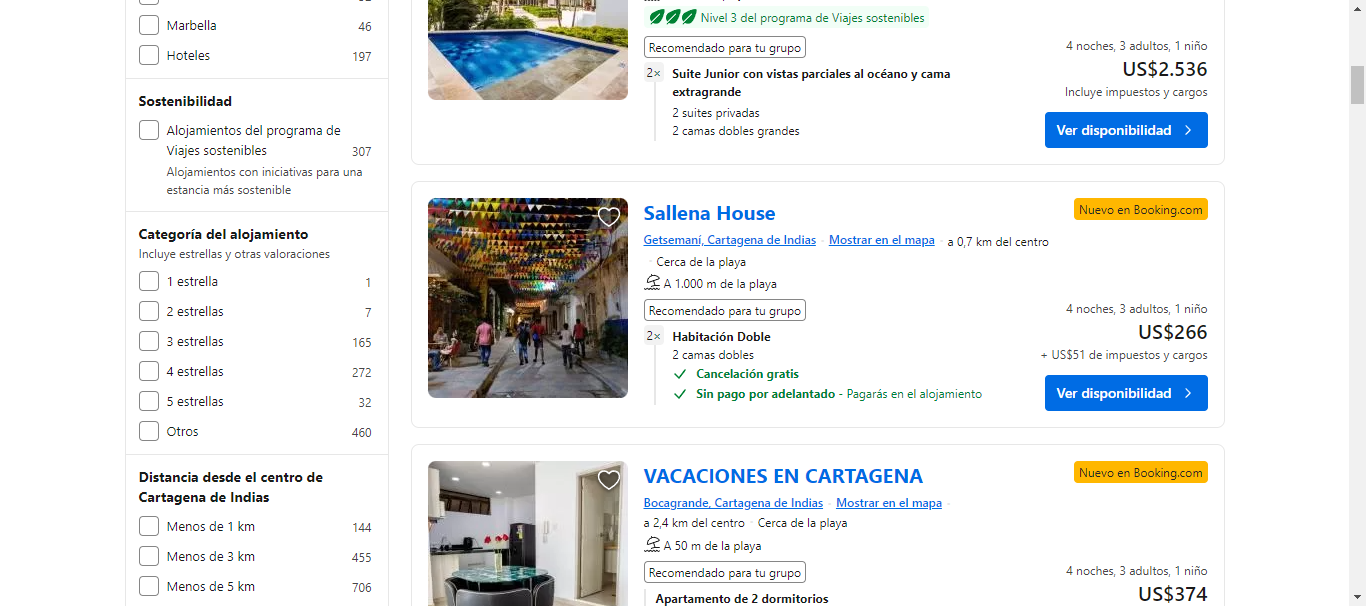 Marbella 46
Hoteles 197
Sostenibilidad
Alojamientos del programa de
Viajes sostenibles 307
Alojamientos con iniciativas para una
estancia más sostenible
Categoría del alojamiento
Incluye estrellas y otras valoraciones
1 estrella 1
2 estrellas 7
3 estrellas 165
4 estrellas 272
5 estrellas 32
Otros 460
Distancia desde el centro de
Cartagena de Indias
Menos de 1 km 144
Menos de 3 km 455
Menos de 5 km 706
Nivel 3 del programa de Viajes sostenibles
Recomendado para tu grupo
2× Suite Junior con vistas parciales al océano y cama
extragrande
2 suites privadas
2 camas dobles grandes
4 noches, 3 adultos, 1 niño
US$2.536
Incluye impuestos y cargos
Ver disponibilidad
Sallena House
Nuevo en Booking.com
Getsemaní, Cartagena de Indias · Mostrar en el mapa · a 0,7 km del centro
· Cerca de la playa
A 1.000 m de la playa
Recomendado para tu grupo
2× Habitación Doble
2 camas dobles
Cancelación gratis
Sin pago por adelantado - Pagarás en el alojamiento
4 noches, 3 adultos, 1 niño
US$266
+ US$51 de impuestos y cargos
Ver disponibilidad
VACACIONES EN CARTAGENA
Nuevo en Booking.com
Bocagrande, Cartagena de Indias · Mostrar en el mapa ·
a 2,4 km del centro · Cerca de la playa
A 50 m de la playa
Recomendado para tu grupo
Apartamento de 2 dormitorios
4 noches, 3 adultos, 1 niño
US$374